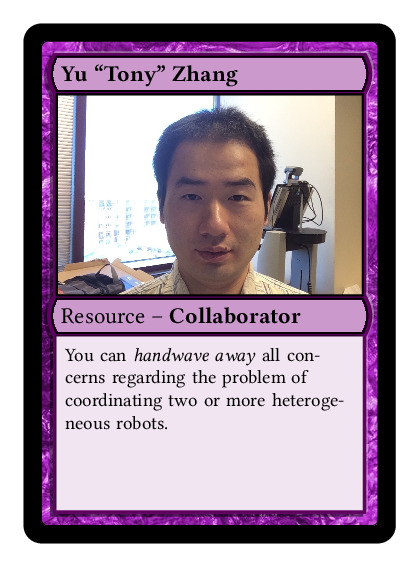 Yu “Tony” Zhang
Resource – Collaborator
You can handwave away all con-
cerns regarding the problem of
coordinating two or more heteroge-
neous robots.